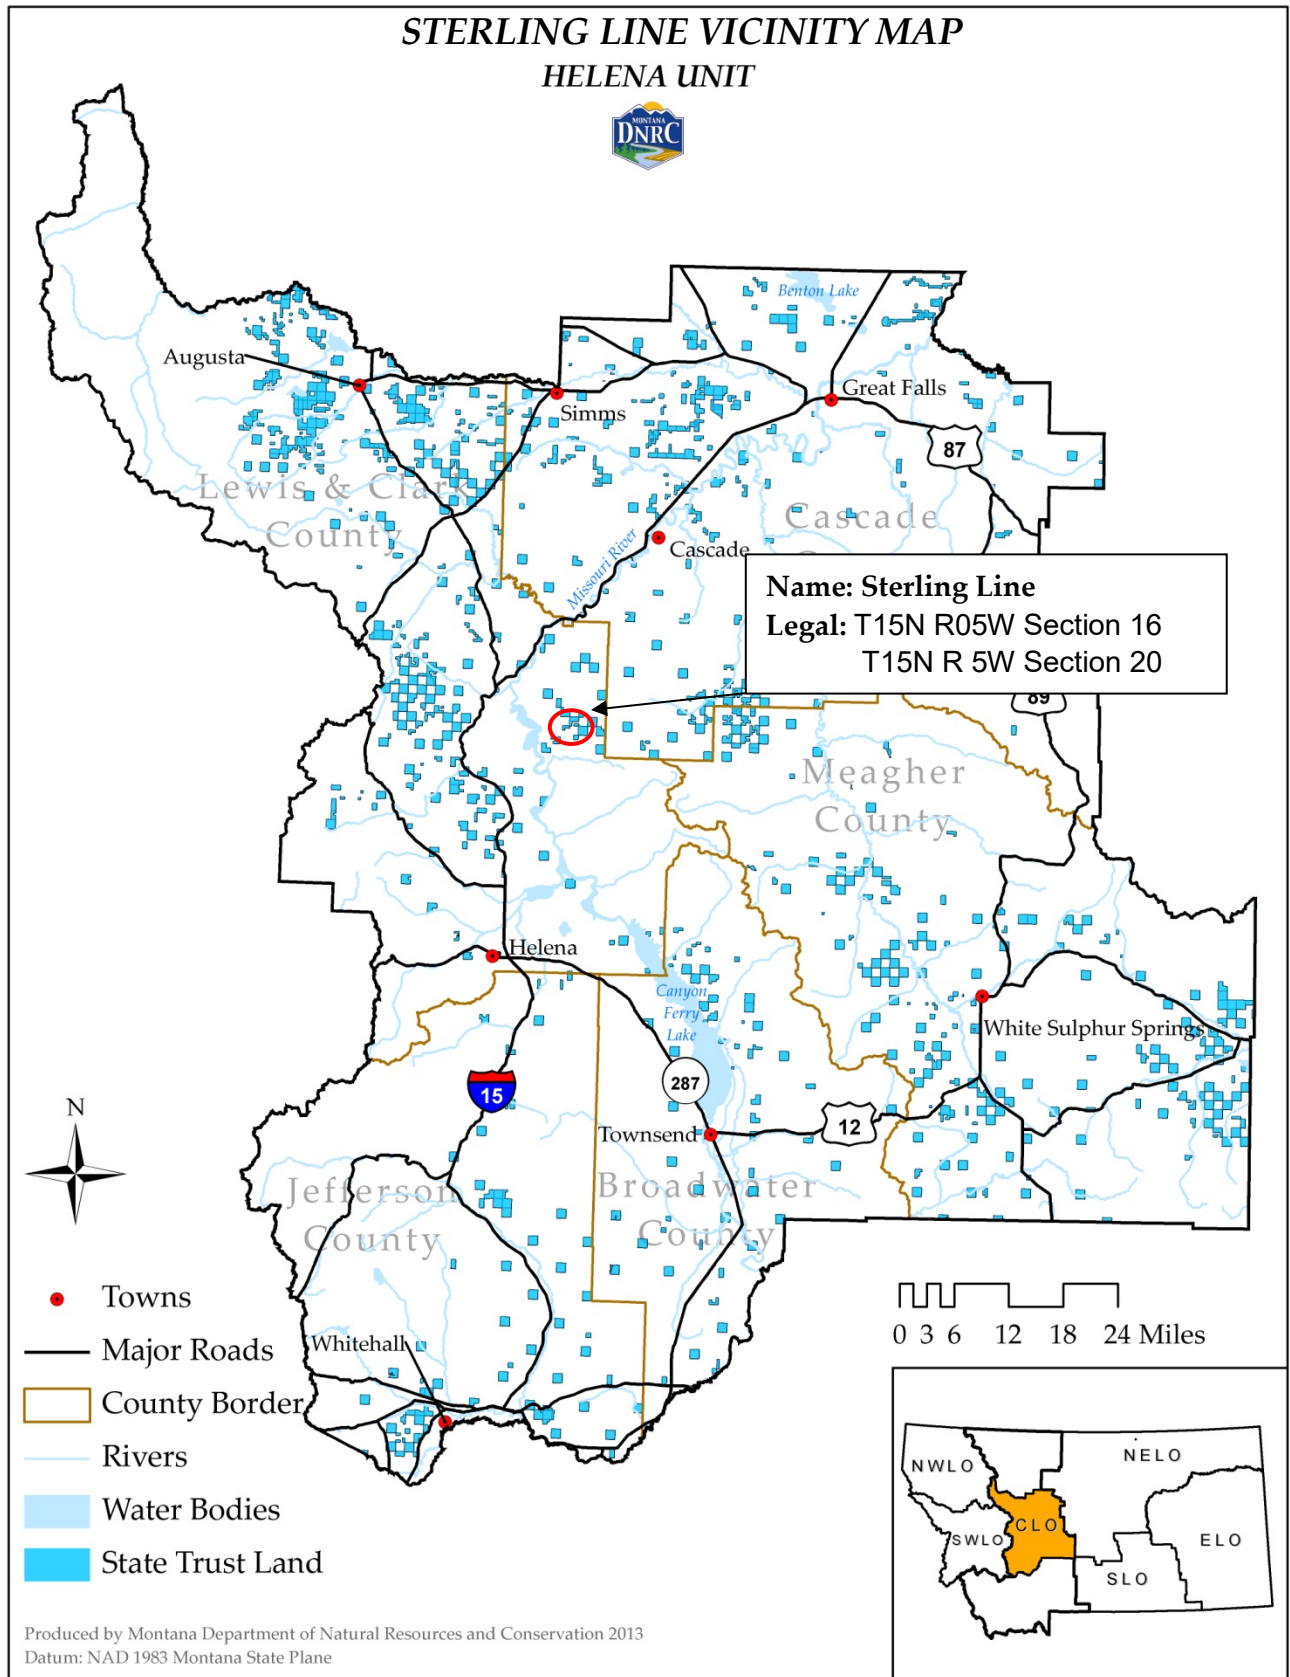 STERLING LINE VICINITY MAP
HELENA UNIT
MONTANA
DNRC
Benton Lake
Augusta
Great Falls
Simms
87
Lewis & Clark
County
Cascade
Cascade
Missouri River
Name: Sterling Line
Legal: T15N R05W Section 16
T15N R 5W Section 20
89
Meagher
County
Helena
Canyon
Ferry
Lake
White Sulphur Springs
15
287
12
Townsend
N
Jefferson
County
Broadwater
County
Towns
Major Roads
County Border
Rivers
Water Bodies
State Trust Land
Whitehall
0 3 6 12 18 24 Miles
NWLO
NELO
SWLO
CLO
ELO
SLO
Produced by Montana Department of Natural Resources and Conservation 2013
Datum: NAD 1983 Montana State Plane